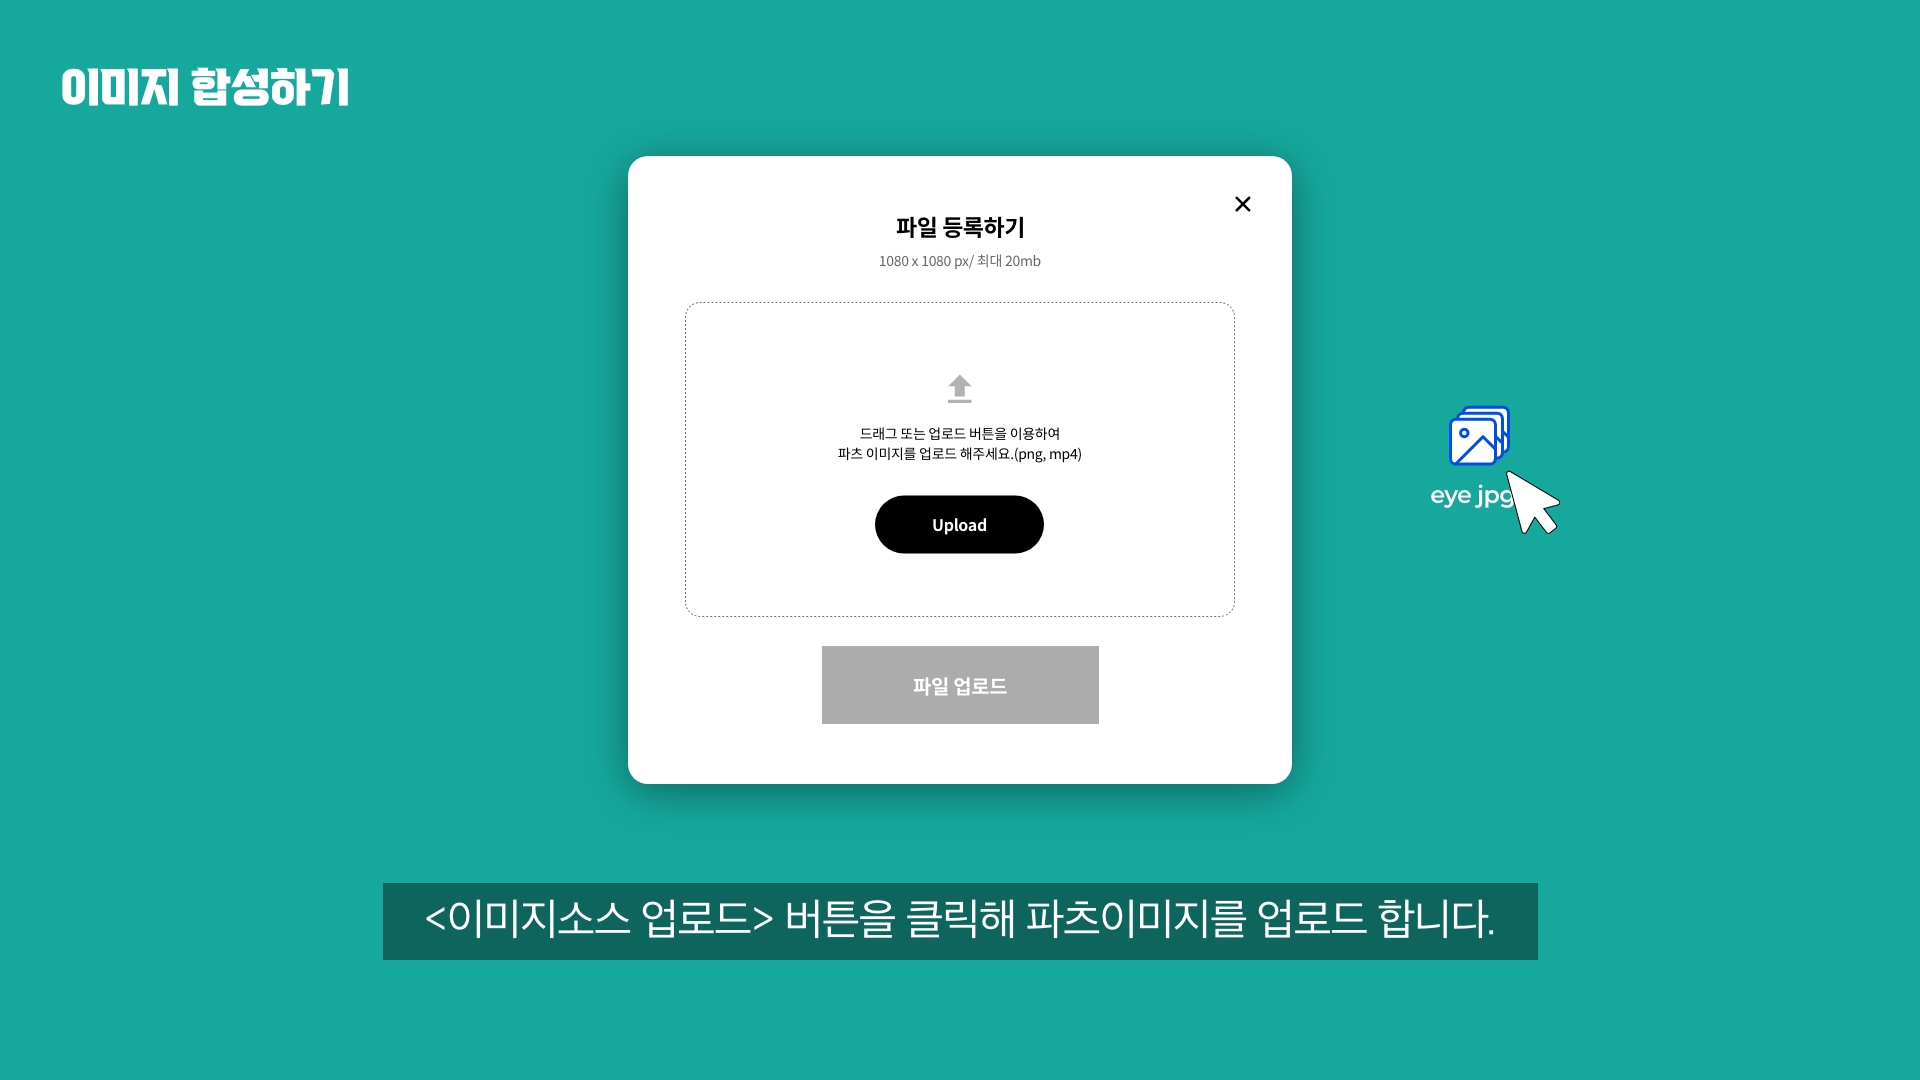 이미지 합성하기
파일 등록하기
1080 x 1080 px/ 최대 20mb
드래그 또는 업로드 버튼을 이용하여
파츠 이미지를 업로드 해주세요.(png, mp4)
Upload
eye jpg
파일 업로드
<이미지소스 업로드> 버튼을 클릭해 파츠이미지를 업로드 합니다.